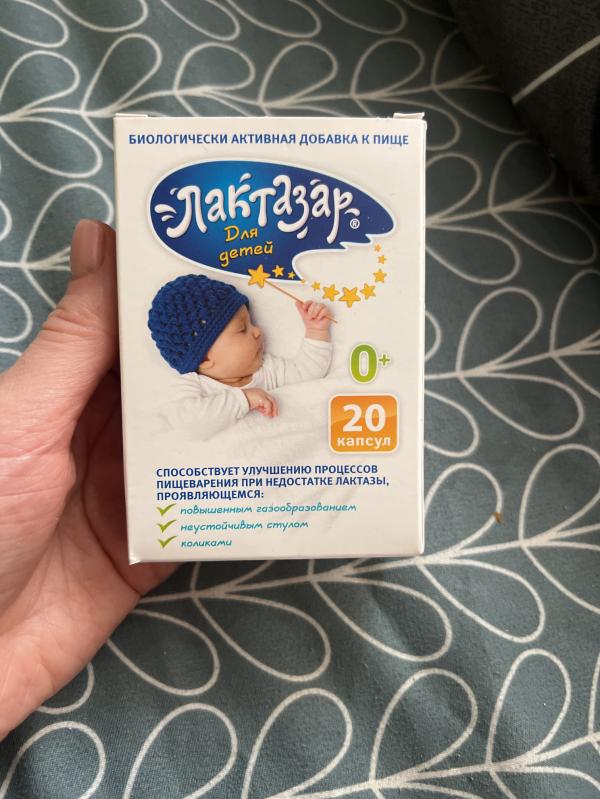 БИОЛОГИЧЕСКИ АКТИВНАЯ ДОБАВКА К ПИЩЕ
Лактазар®
Для
детей
0+
20
капсул
СПОСОБСТВУЕТ УЛУЧШЕНИЮ ПРОЦЕССОВ
ПИЩЕВАРЕНИЯ ПРИ НЕДОСТАТКЕ ЛАКТАЗЫ,
ПРОЯВЛЯЮЩЕМСЯ:
повышенным газообразованием
неустойчивым стулом
коликами